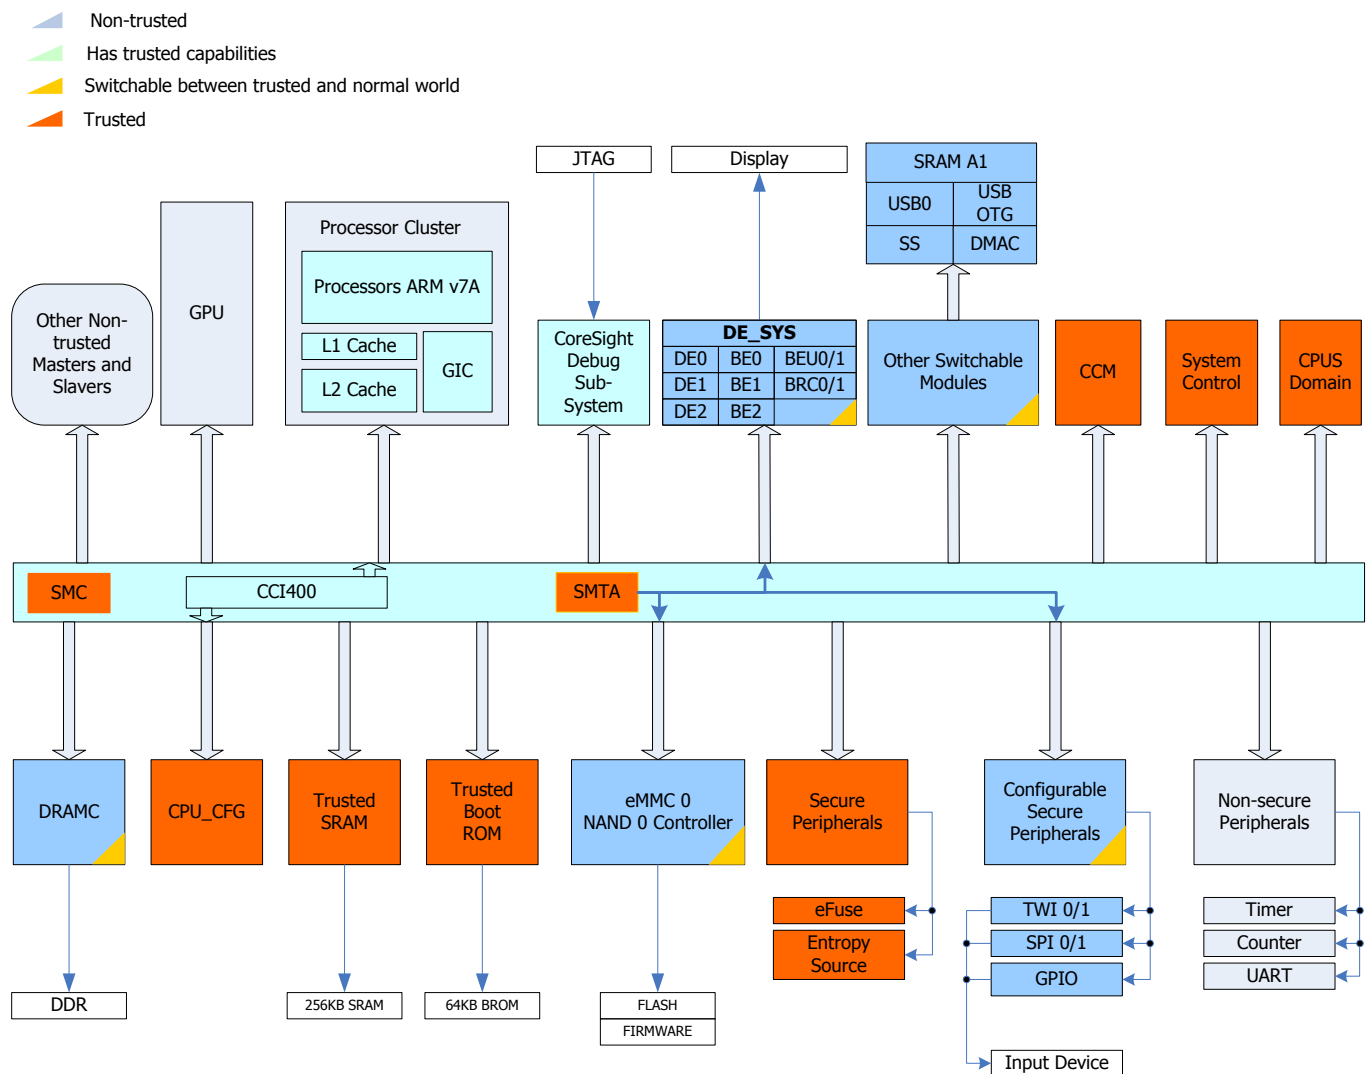 Non-trusted
Has trusted capabilities
Switchable between trusted and normal world
Trusted
JTAG
Display
SRAM A1
USB0
USB
OTG
SS
DMAC
Other Non-
trusted
Masters and
Slavers
GPU
Processor Cluster
Processors ARM v7A
L1 Cache
L2 Cache
GIC
CoreSight
Debug
Sub-
System
DE_SYS
DE0
BE0
BEU0/1
DE1
BE1
BRC0/1
DE2
BE2
Other Switchable
Modules
CCM
System
Control
CPUS
Domain
SMC
CCI400
SMTA
DRAMC
CPU_CFG
Trusted
SRAM
Trusted
Boot
ROM
eMMC 0
NAND 0 Controller
Secure
Peripherals
Configurable
Secure
Peripherals
Non-secure
Peripherals
eFuse
Entropy
Source
TWI 0/1
SPI 0/1
GPIO
Timer
Counter
UART
DDR
256KB SRAM
64KB BROM
FLASH
FIRMWARE
Input Device